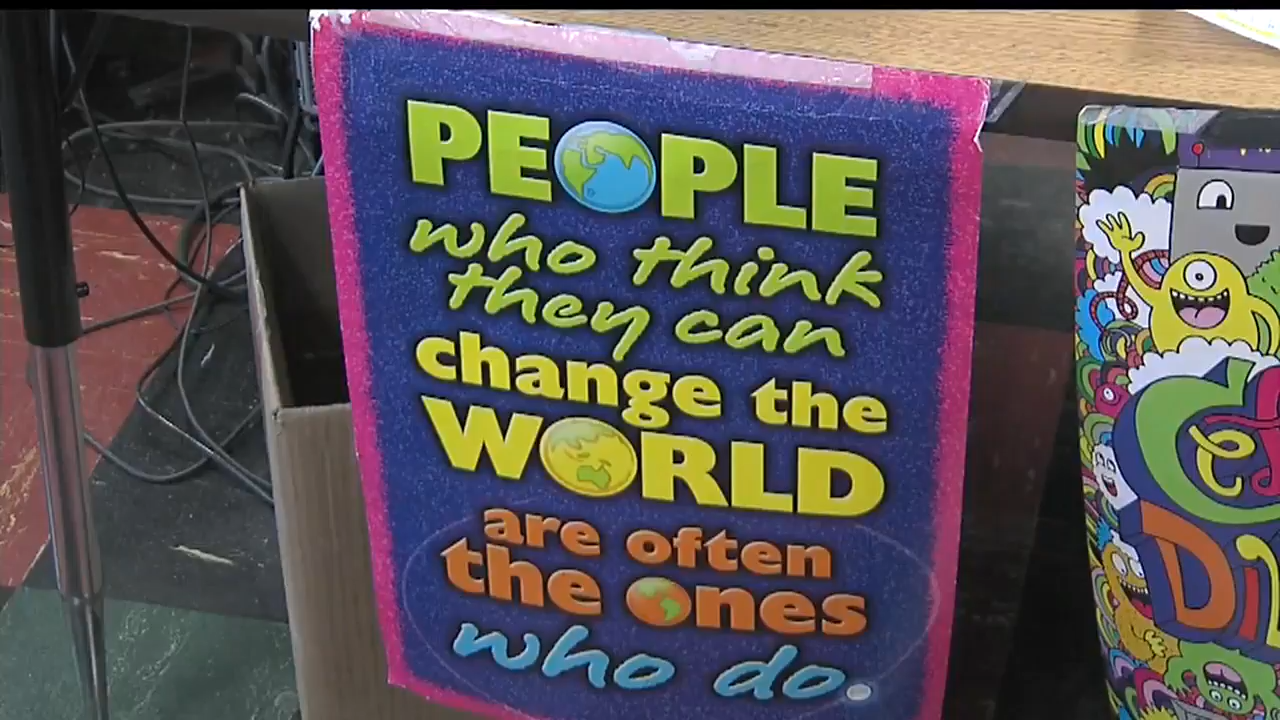 PEOPLE
who think
they can
change the
WORLD
are often
the ones
who do.